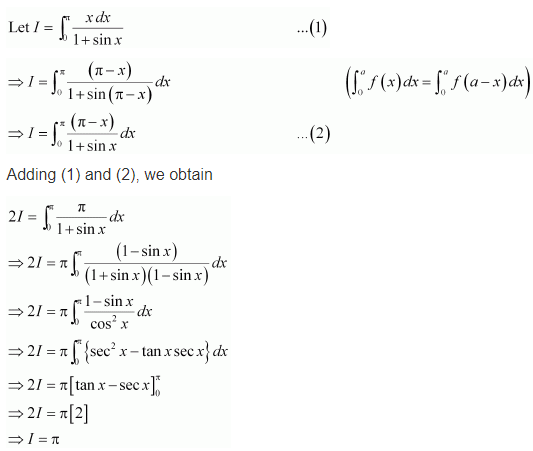 Let I = ∫₀^π x dx / (1 + sin x) ...(1)
⇒ I = ∫₀^π (π − x) / (1 + sin(π − x)) dx (∫₀^a f(x)dx = ∫₀^a f(a − x)dx)
⇒ I = ∫₀^π (π − x) / (1 + sin x) dx ...(2)
Adding (1) and (2), we obtain
2I = ∫₀^π π / (1 + sin x) dx
⇒ 2I = π ∫₀^π (1 − sin x) / ((1 + sin x)(1 − sin x)) dx
⇒ 2I = π ∫₀^π (1 − sin x) / cos² x dx
⇒ 2I = π ∫₀^π {sec² x − tan x sec x} dx
⇒ 2I = π[tan x − sec x]₀^π
⇒ 2I = π[2]
⇒ I = π